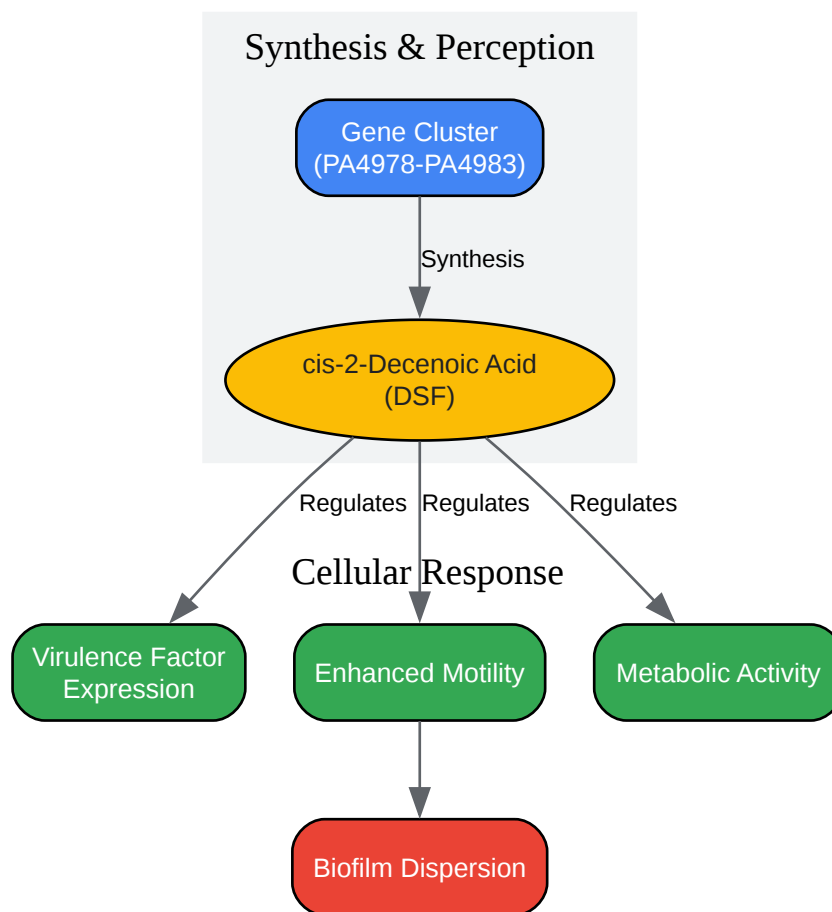 Synthesis & Perception
Gene Cluster
(PA4978-PA4983)
Synthesis
cis-2-Decenoic Acid
(DSF)
Regulates
Regulates
Regulates
Cellular Response
Virulence Factor
Expression
Enhanced Motility
Metabolic Activity
Biofilm Dispersion